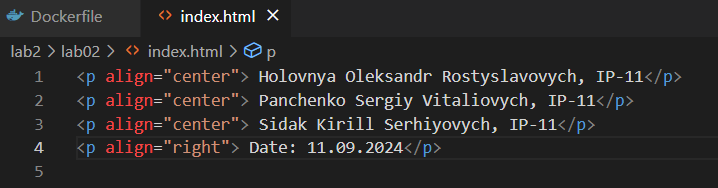 Dockerfile index.html
lab2 > lab02 > index.html > p
1 <p align="center"> Holovnya Oleksandr Rostyslavovych, IP-11</p>
2 <p align="center"> Panchenko Sergiy Vitaliovych, IP-11</p>
3 <p align="center"> Sidak Kirill Serhiyovych, IP-11</p>
4 <p align="right"> Date: 11.09.2024</p>
5